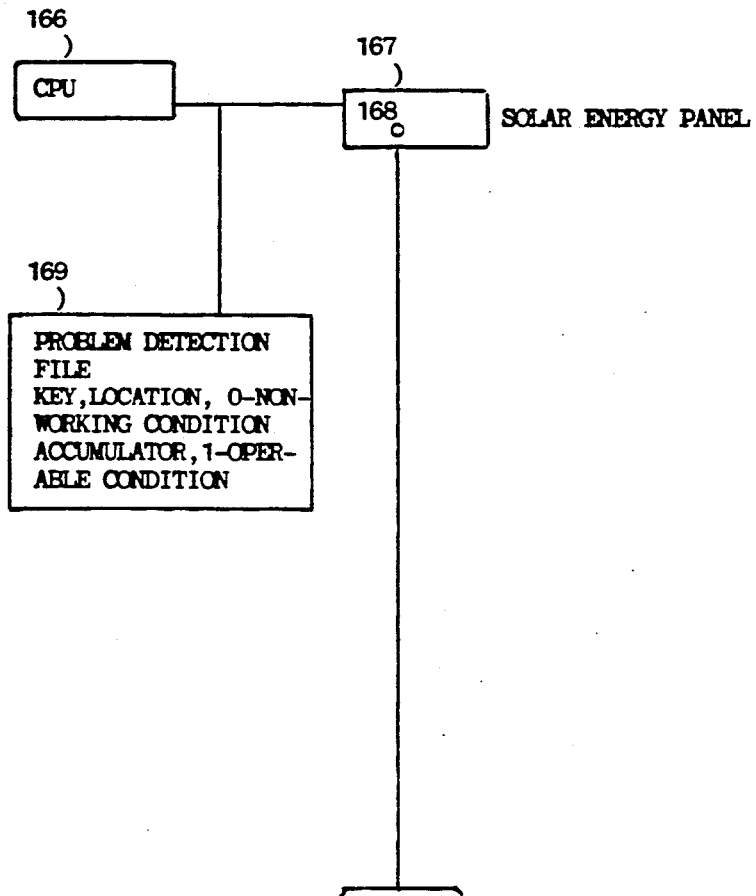 166
CPU
167
168
SOLAR ENERGY PANEL
169
PROBLEM DETECTION
FILE
KEY,LOCATION, 0-NON-
WORKING CONDITION
ACCUMULATOR,1-OPER-
ABLE CONDITION